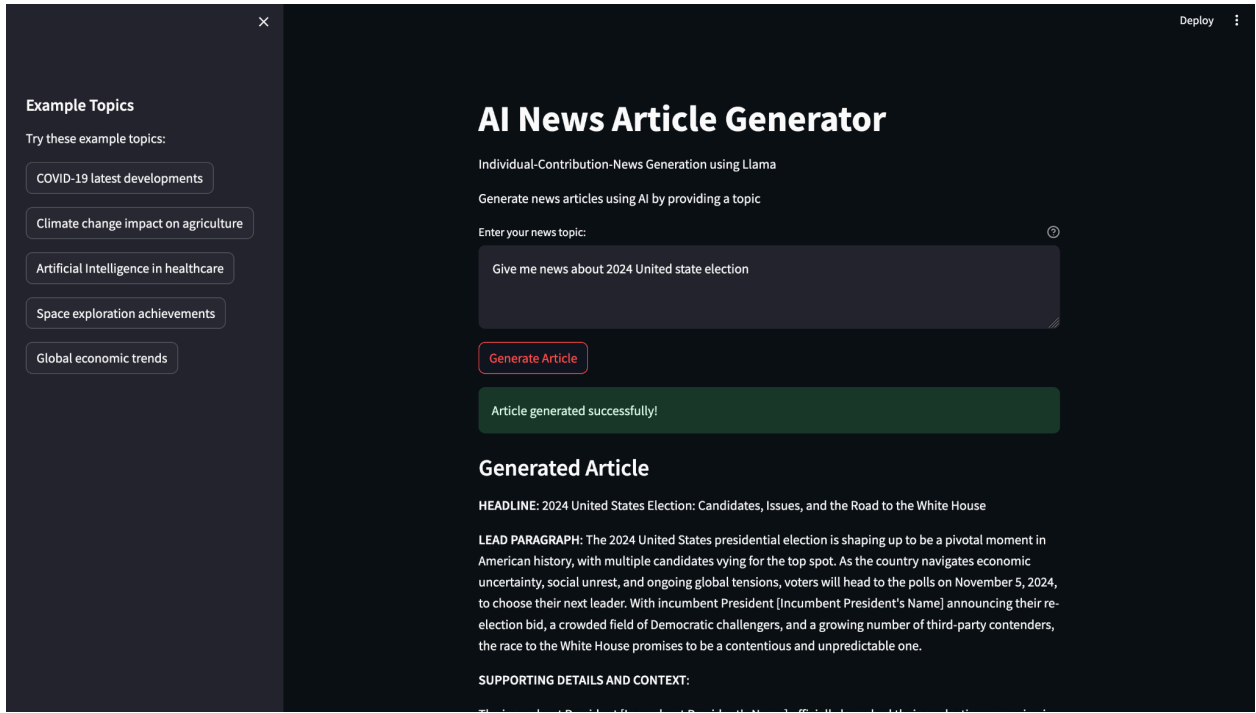 Deploy
Example Topics
Try these example topics:
COVID-19 latest developments
Climate change impact on agriculture
Artificial Intelligence in healthcare
Space exploration achievements
Global economic trends
AI News Article Generator
Individual-Contribution-News Generation using Llama
Generate news articles using AI by providing a topic
Enter your news topic:
Give me news about 2024 United state election
Generate Article
Article generated successfully!
Generated Article
HEADLINE: 2024 United States Election: Candidates, Issues, and the Road to the White House
LEAD PARAGRAPH: The 2024 United States presidential election is shaping up to be a pivotal moment in
American history, with multiple candidates vying for the top spot. As the country navigates economic
uncertainty, social unrest, and ongoing global tensions, voters will head to the polls on November 5, 2024,
to choose their next leader. With incumbent President [Incumbent President's Name] announcing their re-
election bid, a crowded field of Democratic challengers, and a growing number of third-party contenders,
the race to the White House promises to be a contentious and unpredictable one.
SUPPORTING DETAILS AND CONTEXT: